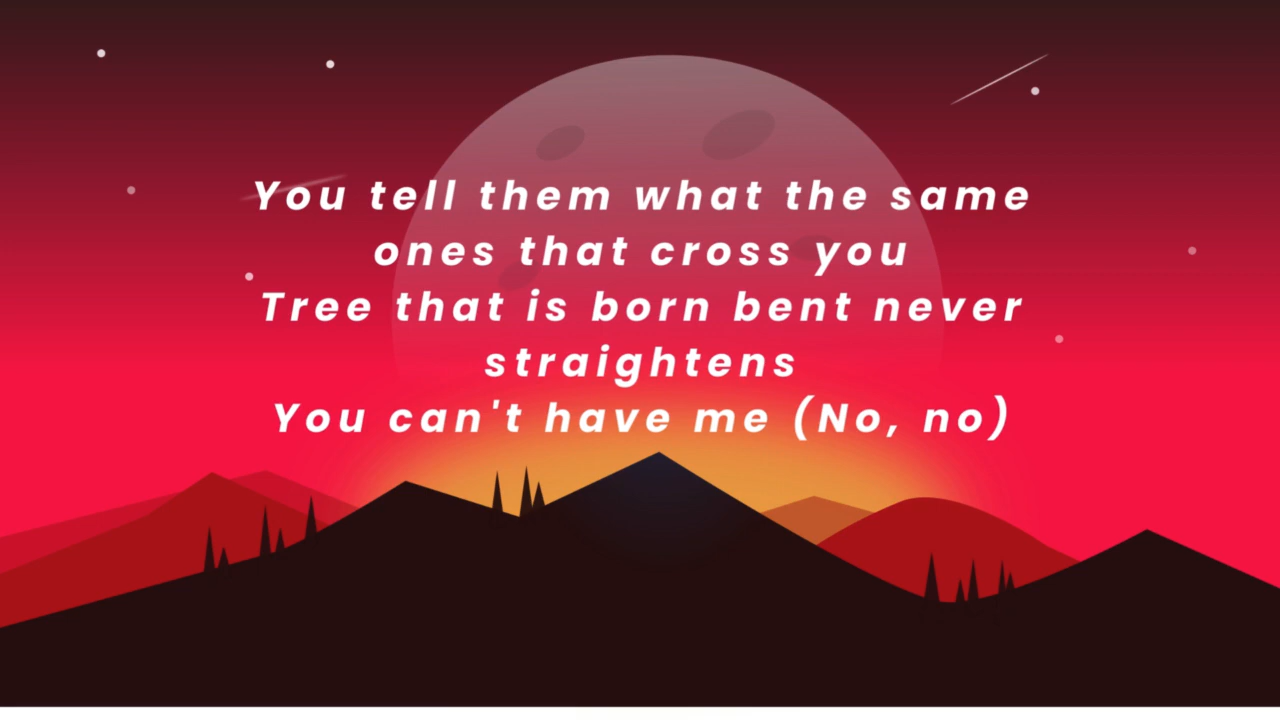 You tell them what the same
ones that cross you
Tree that is born bent never
straightens
You can't have me (No, no)